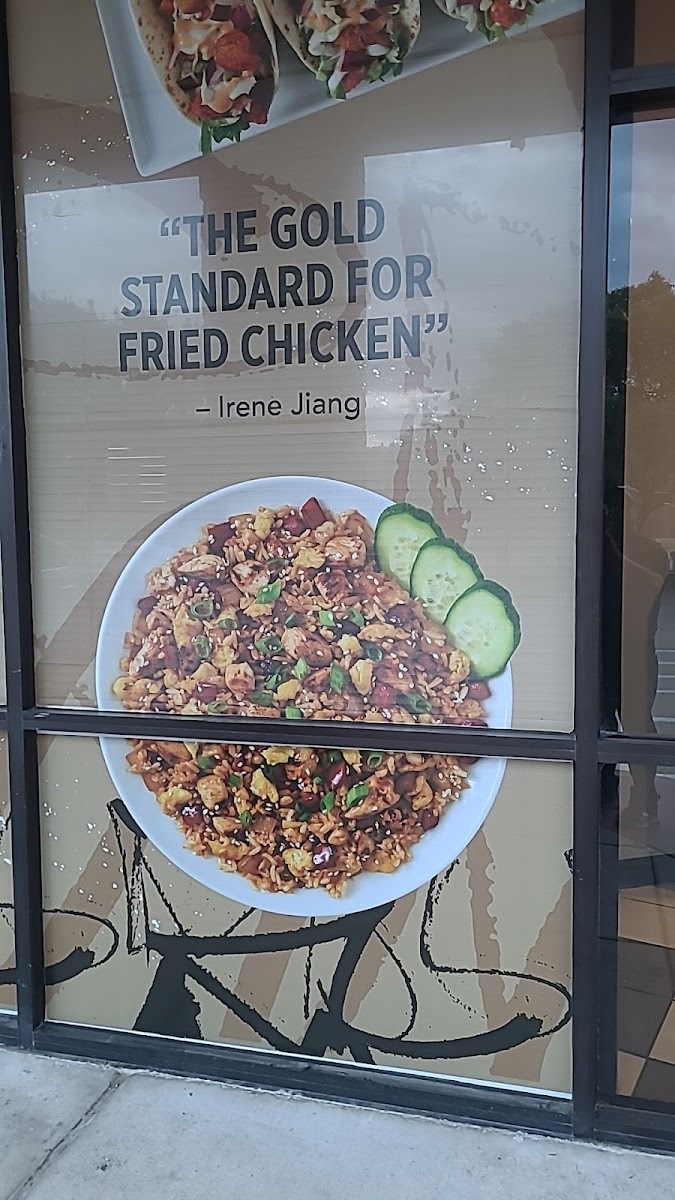 “THE GOLD
STANDARD FOR
FRIED CHICKEN”
– Irene Jiang